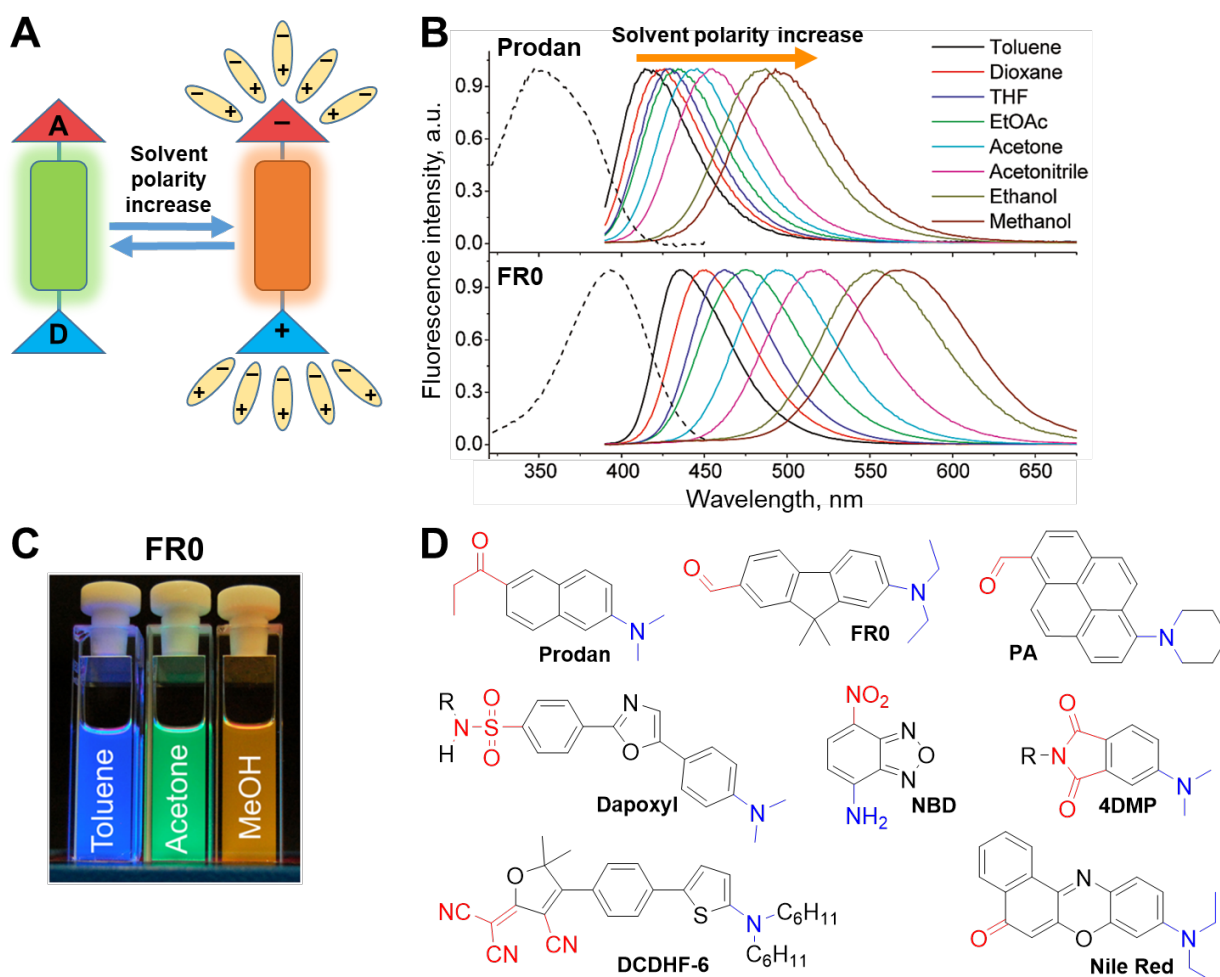 A
A
D
Solvent
polarity
increase
−
+
B
Prodan
Solvent polarity increase
Toluene
Dioxane
THF
EtOAc
Acetone
Acetonitrile
Ethanol
Methanol
0.9
0.6
0.3
0.0
FR0
0.9
0.6
0.3
0.0
Fluorescence intensity, a.u.
350 400 450 500 550 600 650
Wavelength, nm
C
FR0
Toluene
Acetone
MeOH
D
O
N
Prodan
O
N
FR0
O
N
PA
R
N
H
O
S
O
N
O
N
Dapoxyl
NO2
N
O
N
NH2
NBD
O
R
N
O
N
4DMP
O
CN
CN
CN
S
N
C6H11
C6H11
DCDHF-6
N
O
O
N
Nile Red